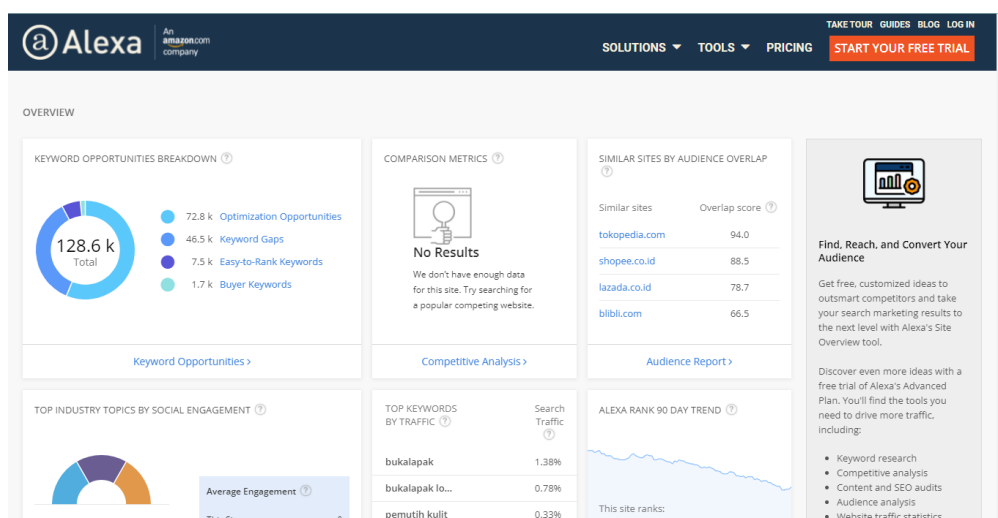 Alexa
An
amazon.com
company
TAKE TOUR GUIDES BLOG LOG IN
SOLUTIONS TOOLS PRICING START YOUR FREE TRIAL
OVERVIEW
KEYWORD OPPORTUNITIES BREAKDOWN ?
128.6 k
Total
72.8 k Optimization Opportunities
46.5 k Keyword Gaps
7.5 k Easy-to-Rank Keywords
1.7 k Buyer Keywords
Keyword Opportunities >
COMPARISON METRICS ?
No Results
We don't have enough data
for this site. Try searching for
a popular competing website.
Competitive Analysis >
SIMILAR SITES BY AUDIENCE OVERLAP
?
Similar sites Overlap score ?
tokopedia.com 94.0
shopee.co.id 88.5
lazada.co.id 78.7
blibli.com 66.5
Audience Report >
Find, Reach, and Convert Your
Audience
Get free, customized ideas to
outsmart competitors and take
your search marketing results to
the next level with Alexa's Site
Overview tool.
Discover even more ideas with a
free trial of Alexa's Advanced
Plan. You'll find the tools you
need to drive more traffic,
including:
• Keyword research
• Competitive analysis
• Content and SEO audits
• Audience analysis
• Website traffic statistics
TOP INDUSTRY TOPICS BY SOCIAL ENGAGEMENT ?
Average Engagement ?
TOP KEYWORDS
BY TRAFFIC ?
Search
Traffic
?
bukalapak 1.38%
bukalapak lo... 0.78%
pemutih kulit 0.33%
ALEXA RANK 90 DAY TREND ?
This site ranks: